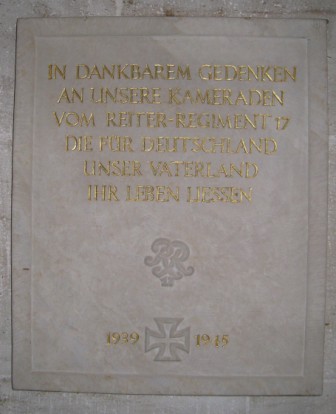 IN DANKBAREM GEDENKEN
AN UNSERE KAMERADEN
VOM REITER-REGIMENT 17
DIE FÜR DEUTSCHLAND
UNSER VATERLAND
IHR LEBEN LIESSEN
17
1939 1945